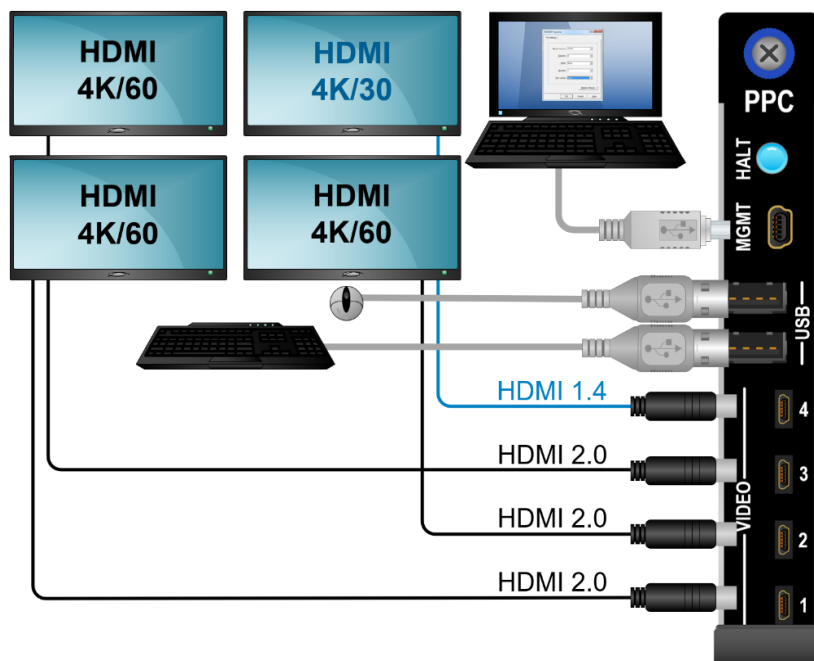 HDMI
4K/60
HDMI
4K/30
HDMI
4K/60
HDMI
4K/60
PPC
HALT
MGMT
USB
HDMI 1.4
4
HDMI 2.0
3
VIDEO
HDMI 2.0
2
HDMI 2.0
1